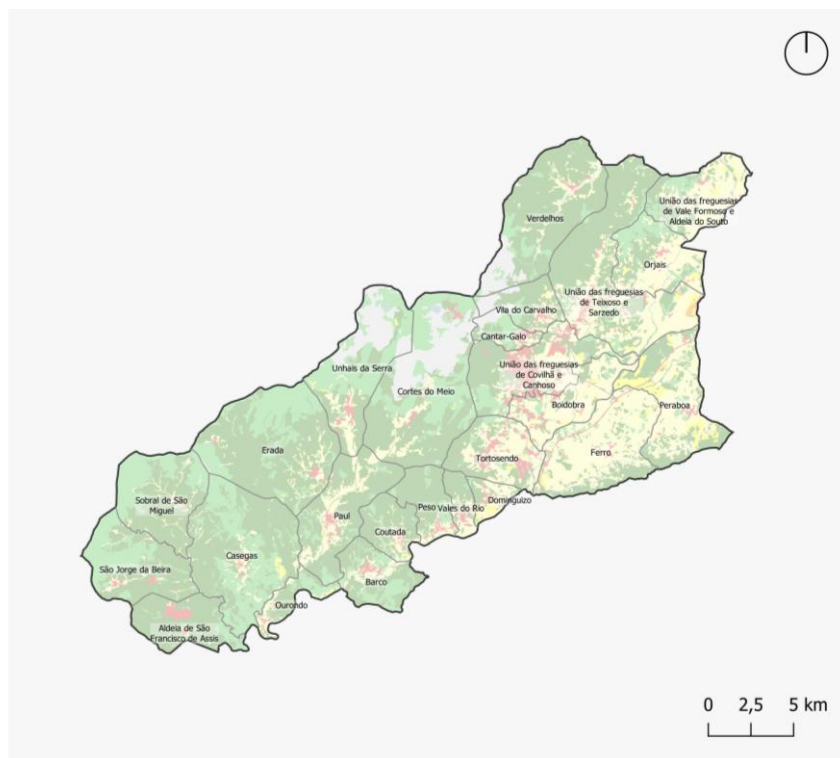 União das freguesias
de Vale Formoso e
Aldeia do Souto
Verdelhos
Orjais
União das freguesias
de Teixoso e
Sarzedo
Vila do Carvalho
Cantar-Galo
União das freguesias
de Covilhã e
Canhoso
Unhais da Serra
Cortes do Meio
Boidobra
Peraboa
Erada
Tortosendo
Ferro
Sobral de São
Miguel
Peso
Vales do Rio
Dominguizo
Paul
Coutada
Casegas
São Jorge da Beira
Barco
Ourondo
Aldeia de São
Francisco de Assis
0 2,5 5 km